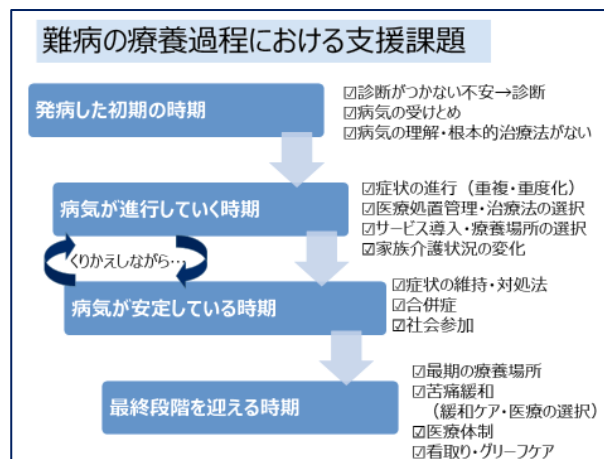 難病の療養過程における支援課題
発病した初期の時期
☑診断がつかない不安→診断
☑病気の受けとめ
☑病気の理解・根本的治療法がない
病気が進行していく時期
☑症状の進行（重複・重度化）
☑医療処置管理・治療法の選択
☑サービス導入・療養場所の選択
☑家族介護状況の変化
くりかえしながら…
病気が安定している時期
☑症状の維持・対処法
☑合併症
☑社会参加
最終段階を迎える時期
☑最期の療養場所
☑苦痛緩和
（緩和ケア・医療の選択）
☑医療体制
☑看取り・グリーフケア